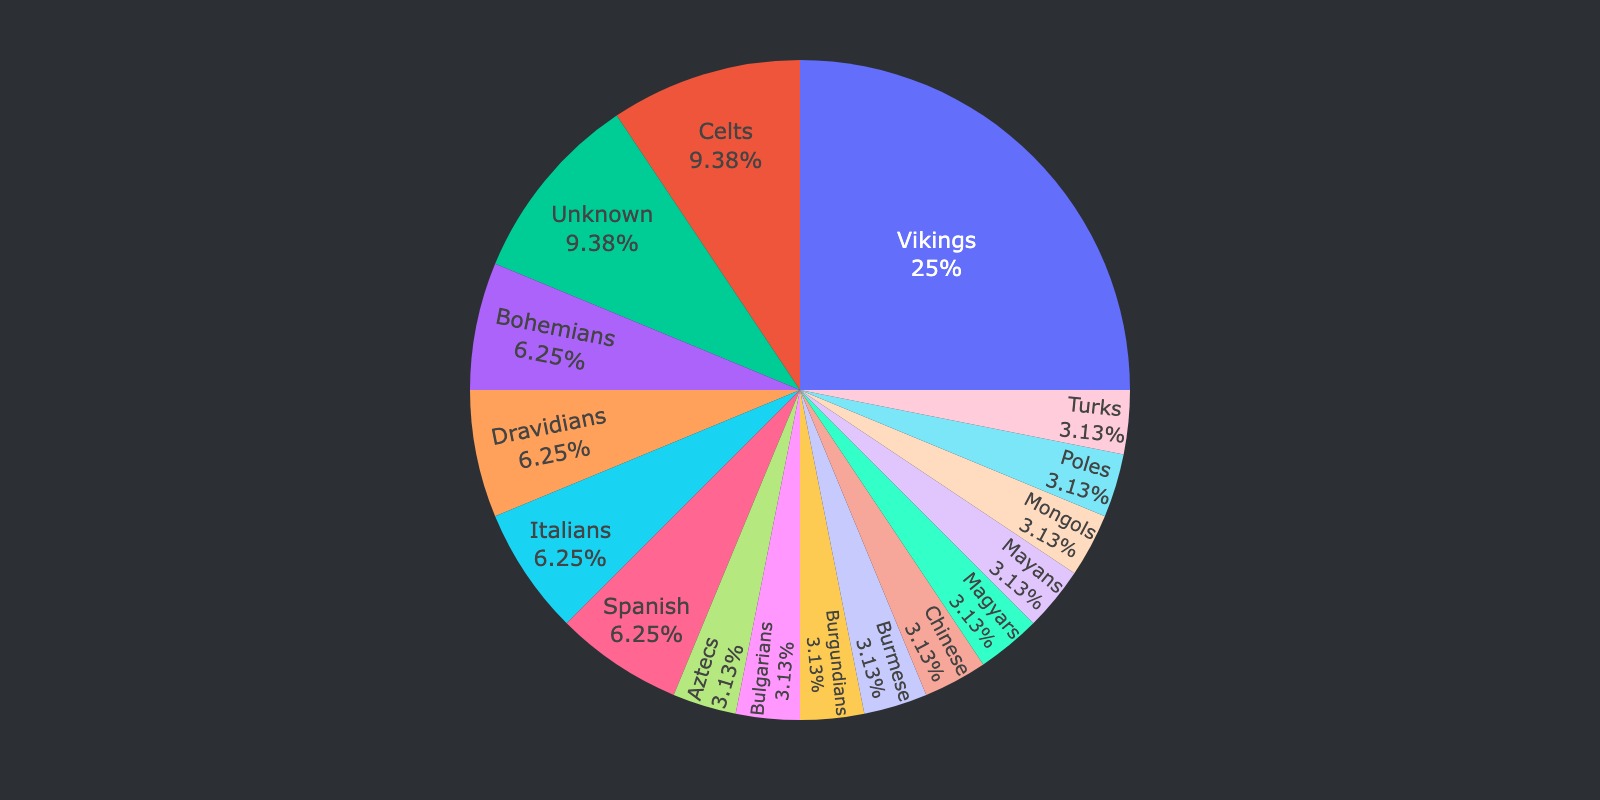 Celts
9.38%
Vikings
25%
Unknown
9.38%
Bohemians
6.25%
Dravidians
6.25%
Italians
6.25%
Spanish
6.25%
Aztecs
3.13%
Bulgarians
3.13%
Burgundians
3.13%
Burmese
3.13%
Chinese
3.13%
Magyars
3.13%
Mayans
3.13%
Mongols
3.13%
Poles
3.13%
Turks
3.13%